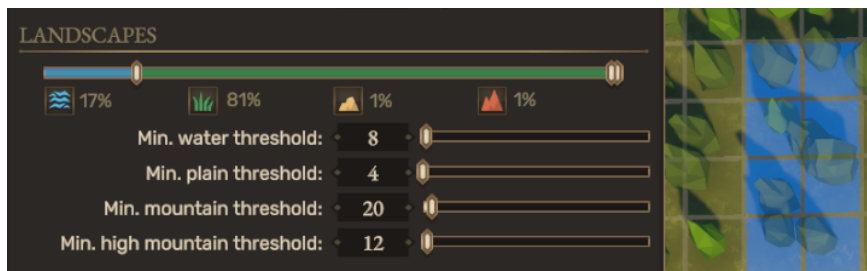 LANDSCAPES
17% 81% 1% 1%
Min. water threshold: 8
Min. plain threshold: 4
Min. mountain threshold: 20
Min. high mountain threshold: 12